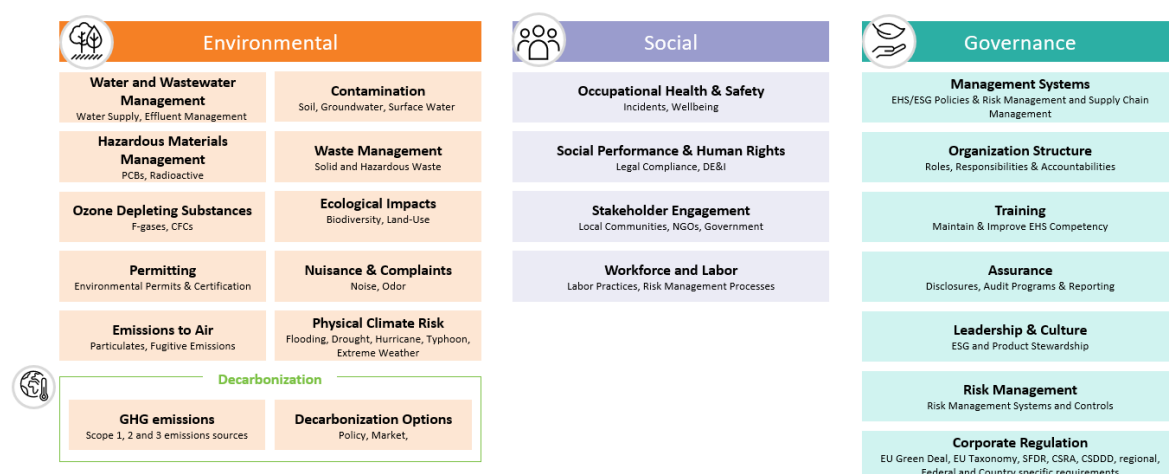 Environmental
Water and Wastewater
Management
Water Supply, Effluent Management
Contamination
Soil, Groundwater, Surface Water
Hazardous Materials
Management
PCBs, Radioactive
Waste Management
Solid and Hazardous Waste
Ozone Depleting Substances
F-gases, CFCs
Ecological Impacts
Biodiversity, Land-Use
Permitting
Environmental Permits & Certification
Nuisance & Complaints
Noise, Odor
Emissions to Air
Particulates, Fugitive Emissions
Physical Climate Risk
Flooding, Drought, Hurricane, Typhoon,
Extreme Weather
Decarbonization
GHG emissions
Scope 1, 2 and 3 emissions sources
Decarbonization Options
Policy, Market,
Social
Occupational Health & Safety
Incidents, Wellbeing
Social Performance & Human Rights
Legal Compliance, DE&I
Stakeholder Engagement
Local Communities, NGOs, Government
Workforce and Labor
Labor Practices, Risk Management Processes
Governance
Management Systems
EHS/ESG Policies & Risk Management and Supply Chain
Management
Organization Structure
Roles, Responsibilities & Accountabilities
Training
Maintain & Improve EHS Competency
Assurance
Disclosures, Audit Programs & Reporting
Leadership & Culture
ESG and Product Stewardship
Risk Management
Risk Management Systems and Controls
Corporate Regulation
EU Green Deal, EU Taxonomy, SFDR, CSRA, CSDDD, regional,
Federal and Country specific requirements